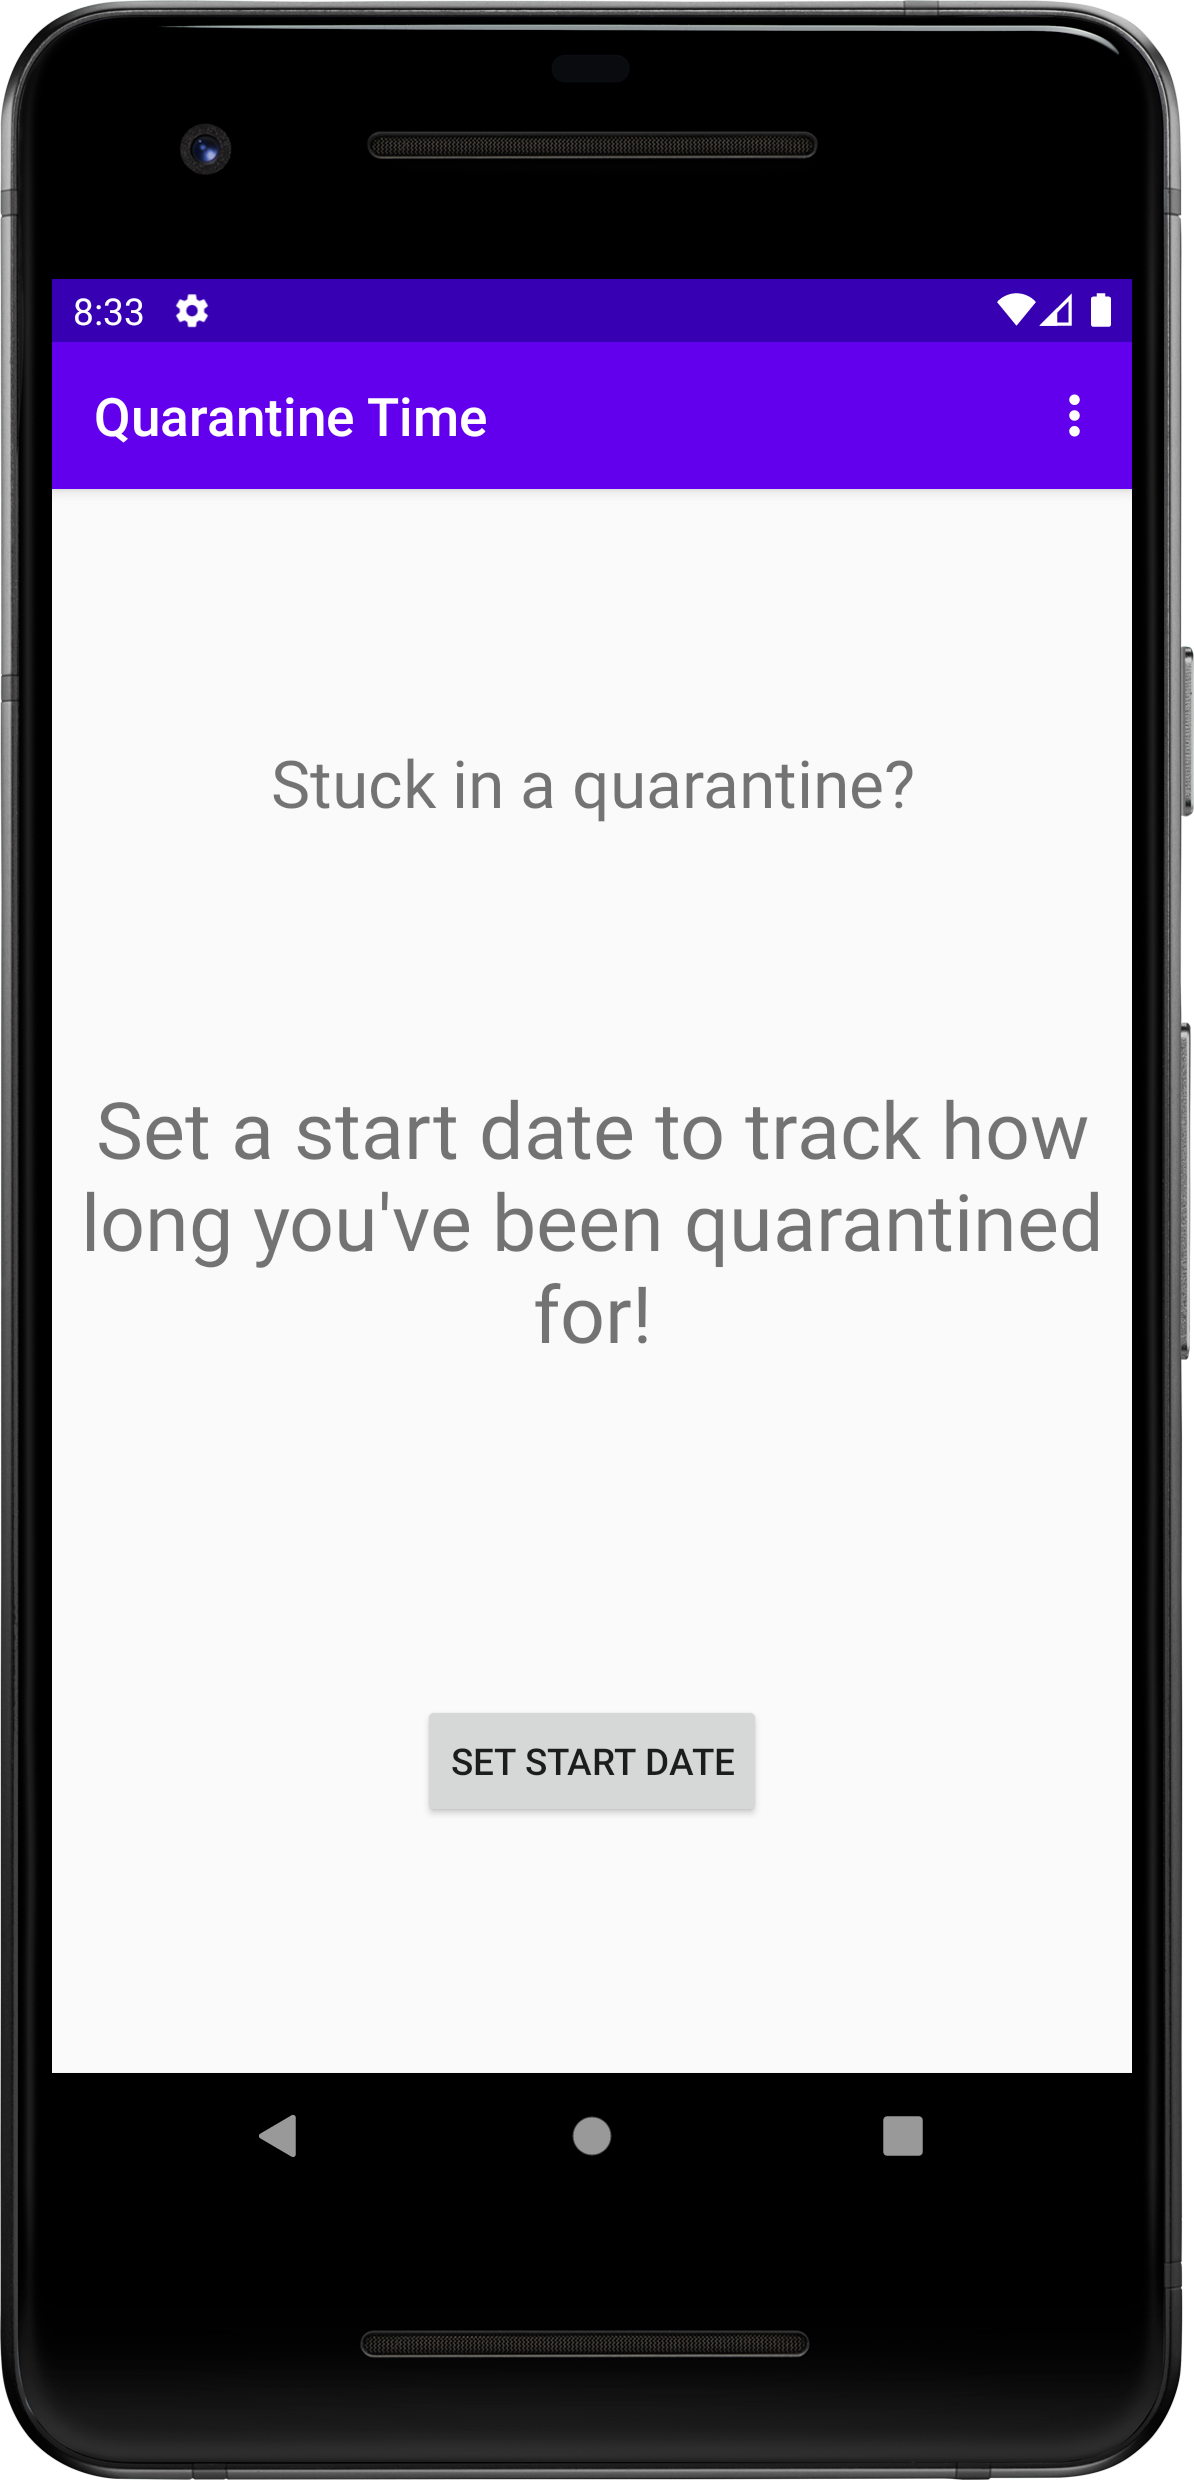 8:33
Quarantine Time
Stuck in a quarantine?
Set a start date to track how
long you've been quarantined
for!
SET START DATE